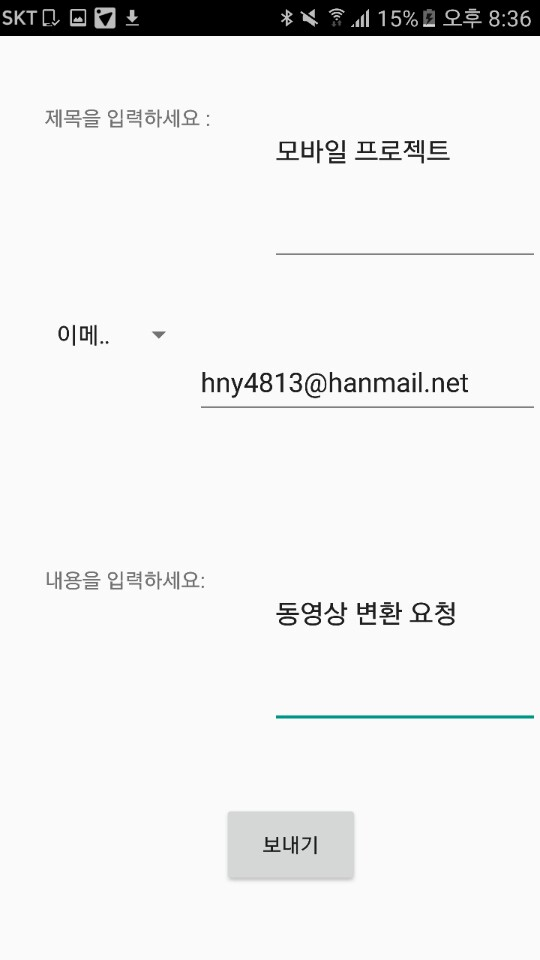 SKT 15% 오후 8:36
제목을 입력하세요 :
모바일 프로젝트
이메..
hny4813@hanmail.net
내용을 입력하세요:
동영상 변환 요청
보내기